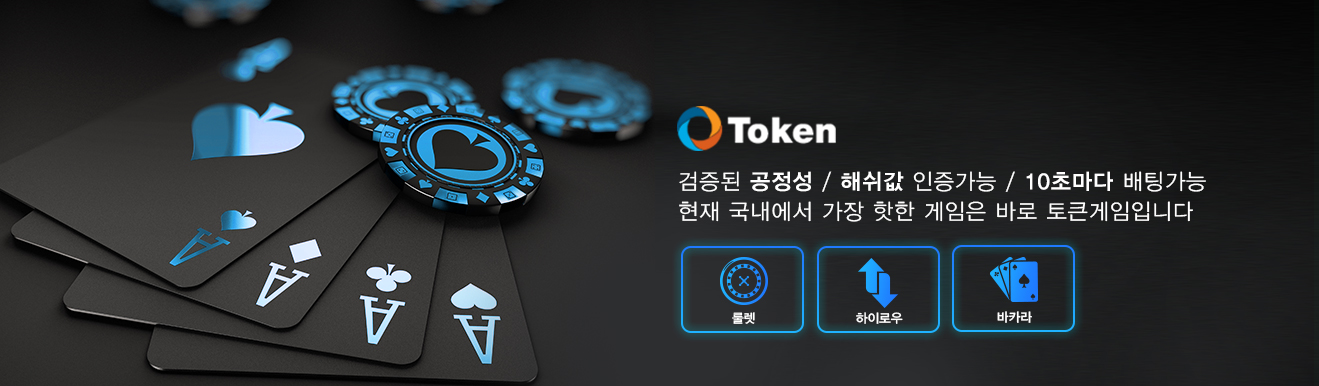 Token
검증된 공정성 / 해쉬값 인증가능 / 10초마다 배팅가능
현재 국내에서 가장 핫한 게임은 바로 토큰게임입니다
룰렛
하이로우
바카라
A
A
A
A